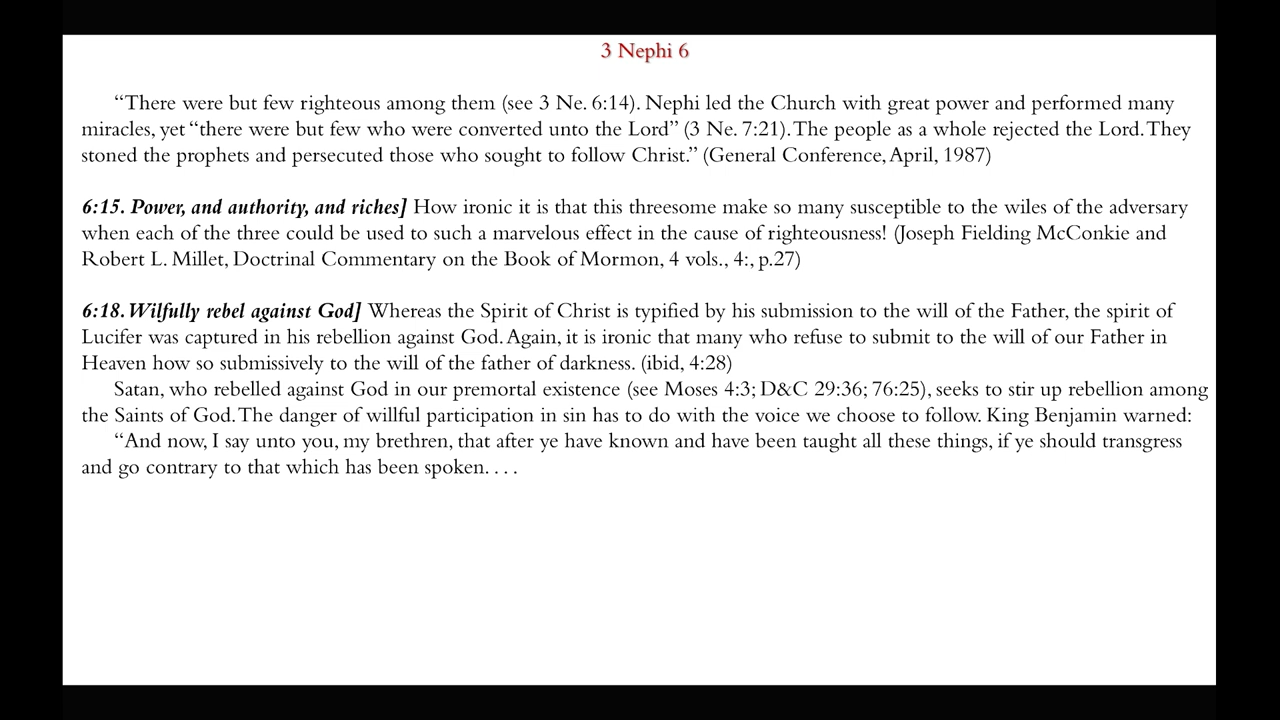 3 Nephi 6
“There were but few righteous among them (see 3 Ne. 6:14). Nephi led the Church with great power and performed many
miracles, yet “there were but few who were converted unto the Lord” (3 Ne. 7:21). The people as a whole rejected the Lord. They
stoned the prophets and persecuted those who sought to follow Christ.” (General Conference, April, 1987)
6:15. Power, and authority, and riches] How ironic it is that this threesome make so many susceptible to the wiles of the adversary
when each of the three could be used to such a marvelous effect in the cause of righteousness! (Joseph Fielding McConkie and
Robert L. Millet, Doctrinal Commentary on the Book of Mormon, 4 vols., 4:, p.27)
6:18. Wilfully rebel against God] Whereas the Spirit of Christ is typified by his submission to the will of the Father, the spirit of
Lucifer was captured in his rebellion against God. Again, it is ironic that many who refuse to submit to the will of our Father in
Heaven how so submissively to the will of the father of darkness. (ibid, 4:28)
Satan, who rebelled against God in our premortal existence (see Moses 4:3; D&C 29:36; 76:25), seeks to stir up rebellion among
the Saints of God. The danger of willful participation in sin has to do with the voice we choose to follow. King Benjamin warned:
“And now, I say unto you, my brethren, that after ye have known and have been taught all these things, if ye should transgress
and go contrary to that which has been spoken. . . .